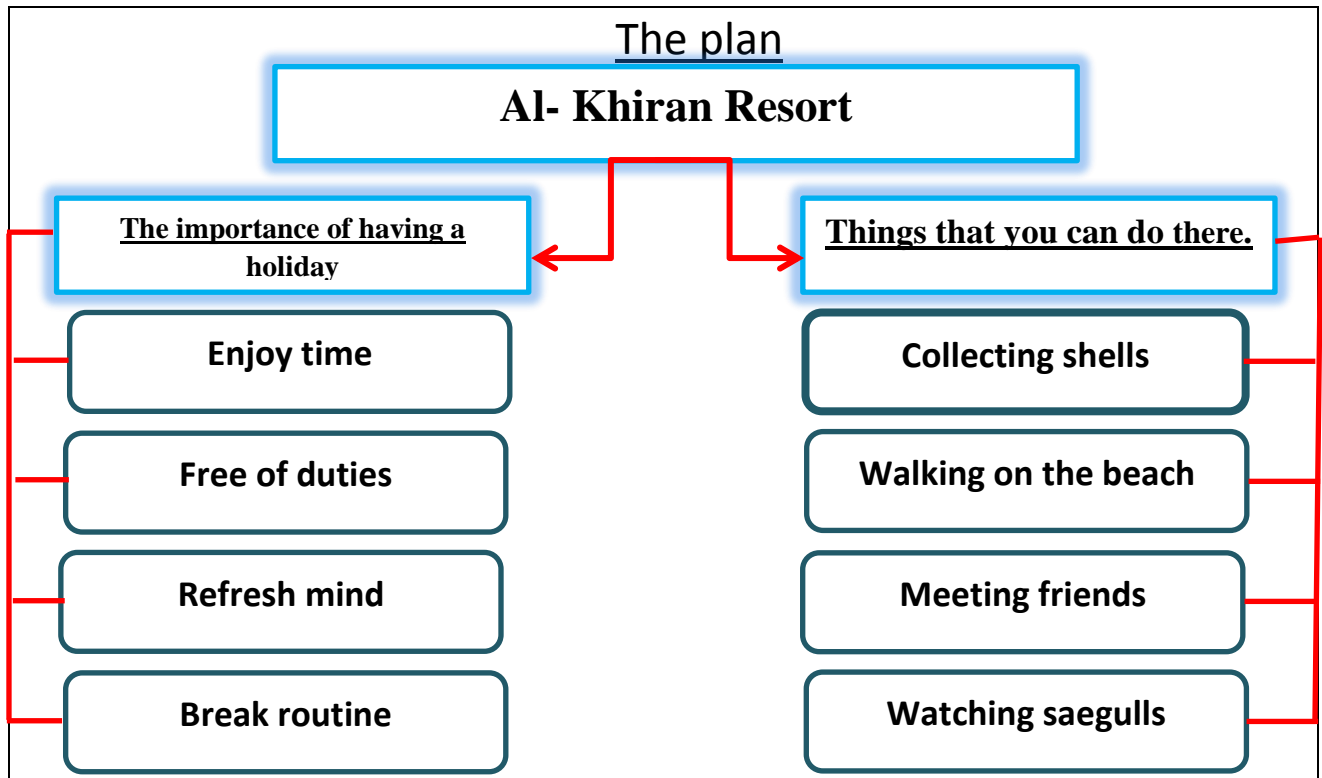 The plan
Al- Khiran Resort
The importance of having a
holiday
Things that you can do there.
Enjoy time
Collecting shells
Free of duties
Walking on the beach
Refresh mind
Meeting friends
Break routine
Watching saegulls